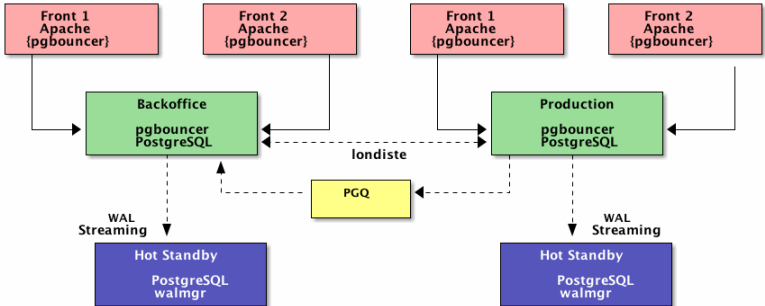 Front 1
Apache
{pgbouncer}
Front 2
Apache
{pgbouncer}
Front 1
Apache
{pgbouncer}
Front 2
Apache
{pgbouncer}
Backoffice
pgbouncer
PostgreSQL
Production
pgbouncer
PostgreSQL
londiste
PGQ
WAL
Streaming
WAL
Streaming
Hot Standby
PostgreSQL
walmgr
Hot Standby
PostgreSQL
walmgr